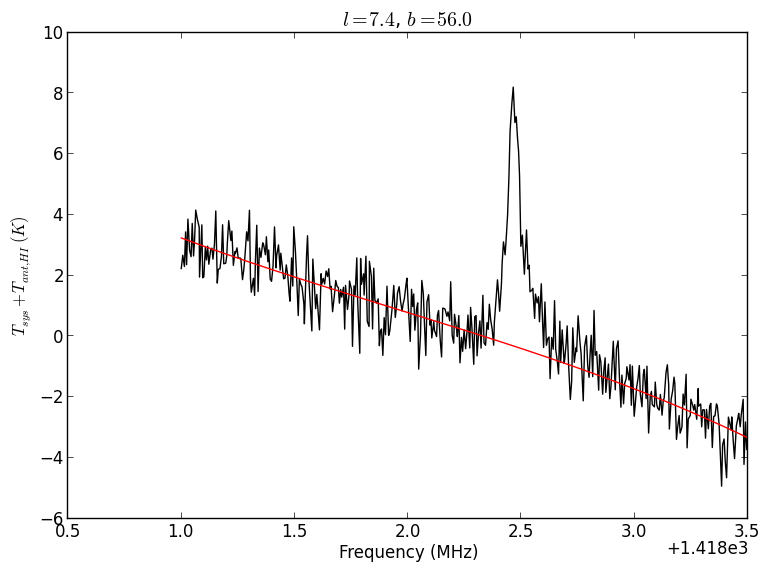 l = 7.4, b = 56.0
T_sys + T_ant,HI (K)
10
8
6
4
2
0
−2
−4
−6
0.5 1.0 1.5 2.0 2.5 3.0 3.5
Frequency (MHz) +1.418e3